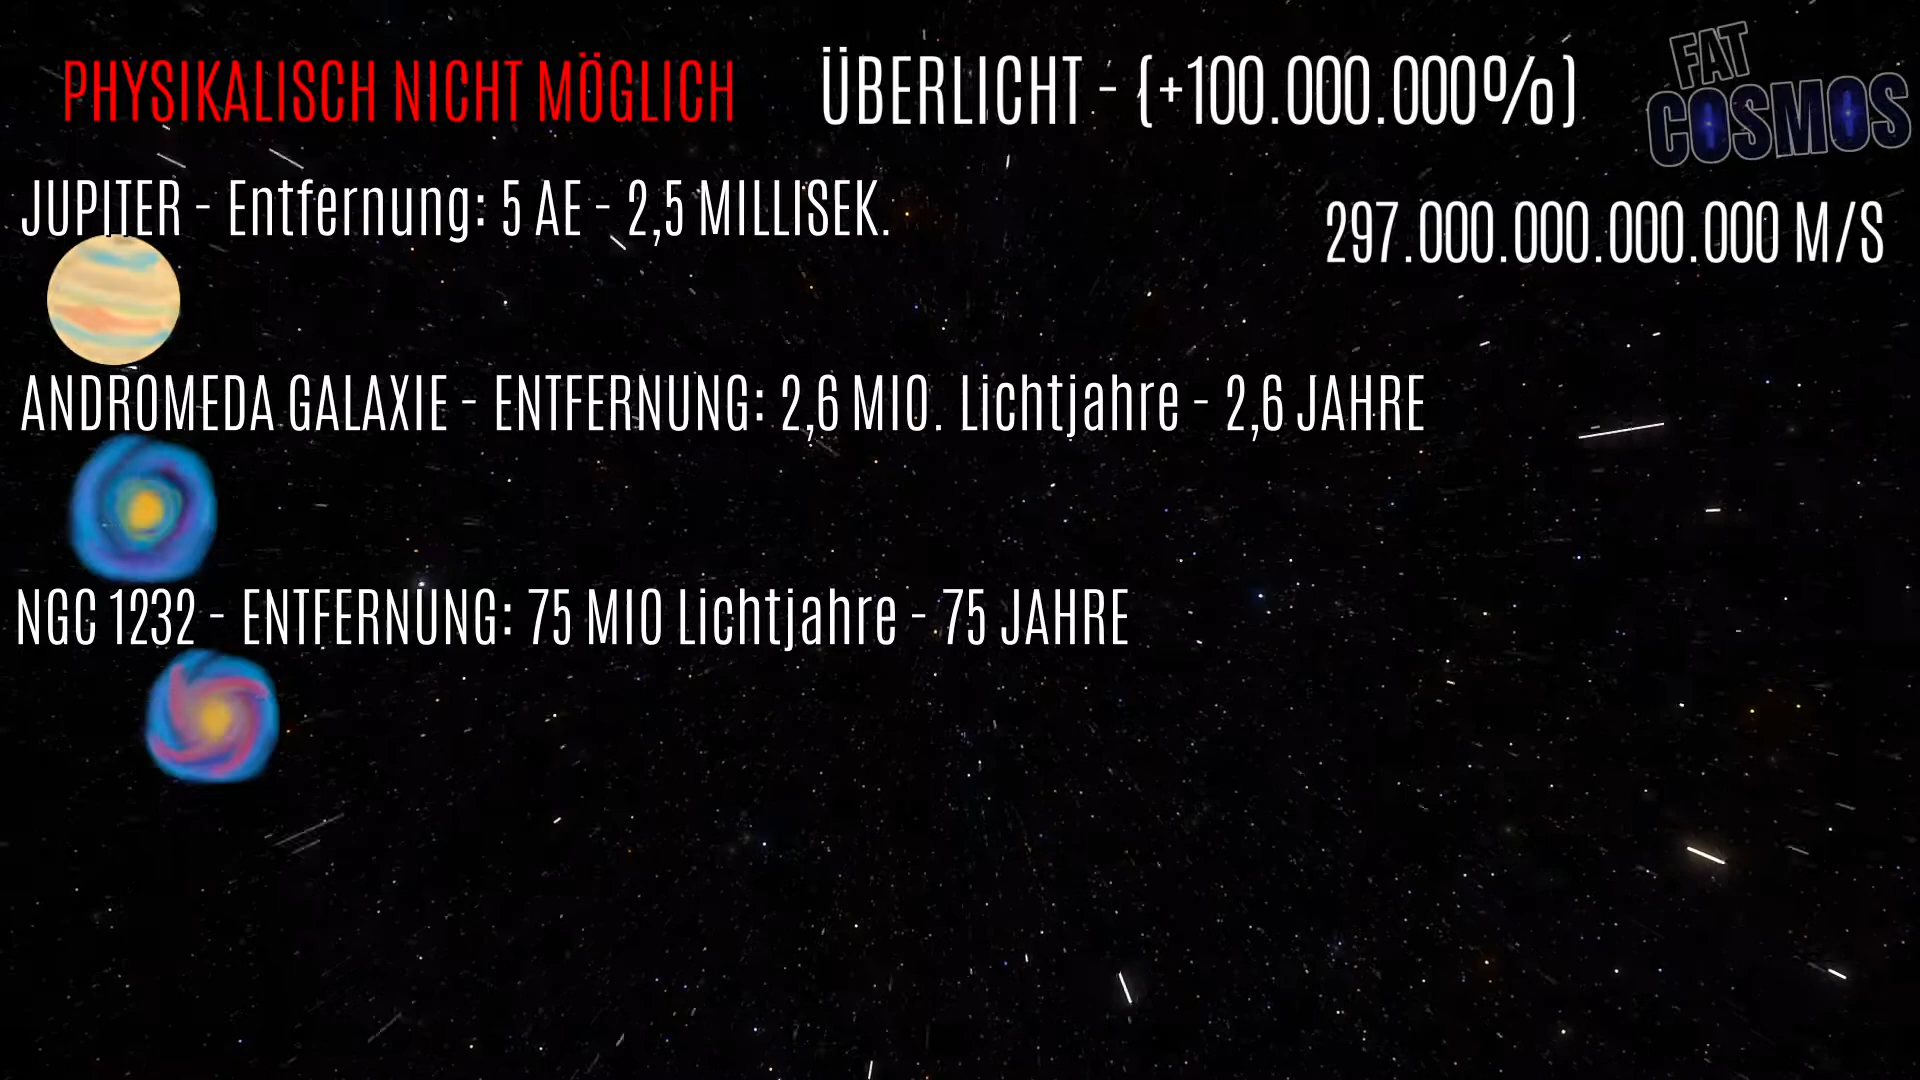 PHYSIKALISCH NICHT MÖGLICH
ÜBERLICHT - (+100.000.000%)
FAT
COSMOS
JUPITER - Entfernung: 5 AE - 2,5 MILLISEK.
297.000.000.000.000 M/S
ANDROMEDA GALAXIE - ENTFERNUNG: 2,6 MIO. Lichtjahre - 2,6 JAHRE
NGC 1232 - ENTFERNUNG: 75 MIO Lichtjahre - 75 JAHRE